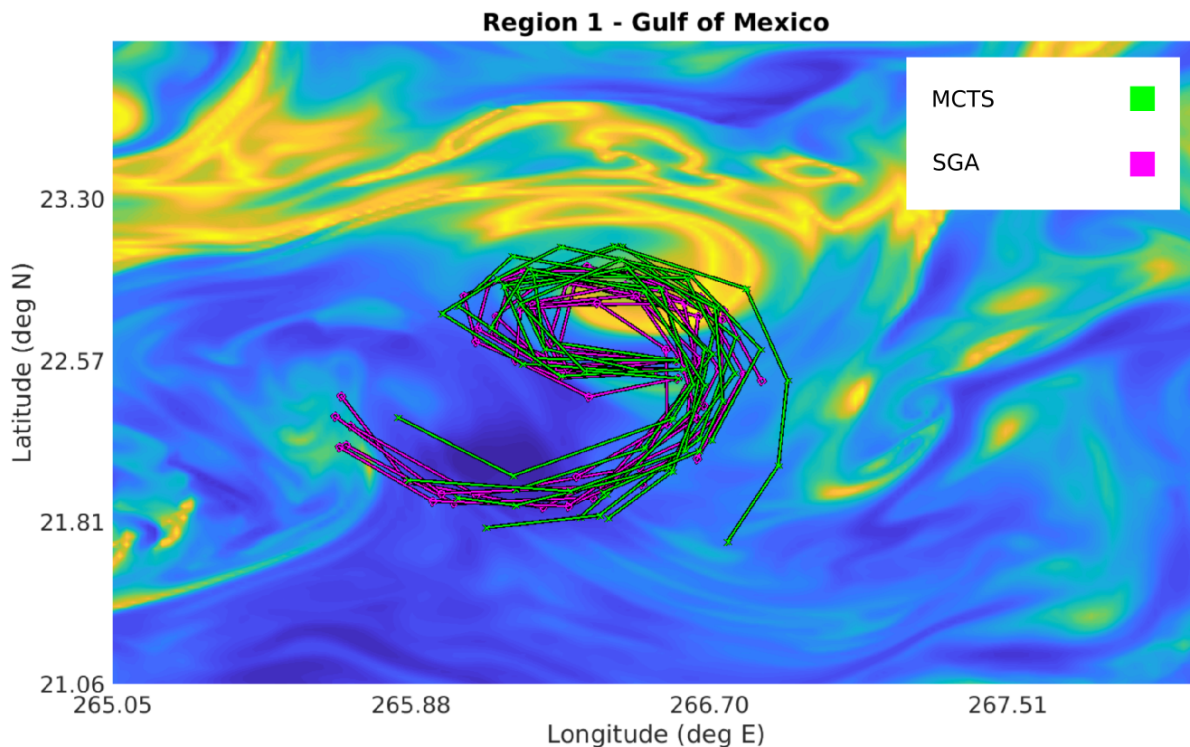 Region 1 - Gulf of Mexico
MCTS
SGA
23.30
22.57
21.81
21.06
Latitude (deg N)
265.05
265.88
266.70
267.51
Longitude (deg E)